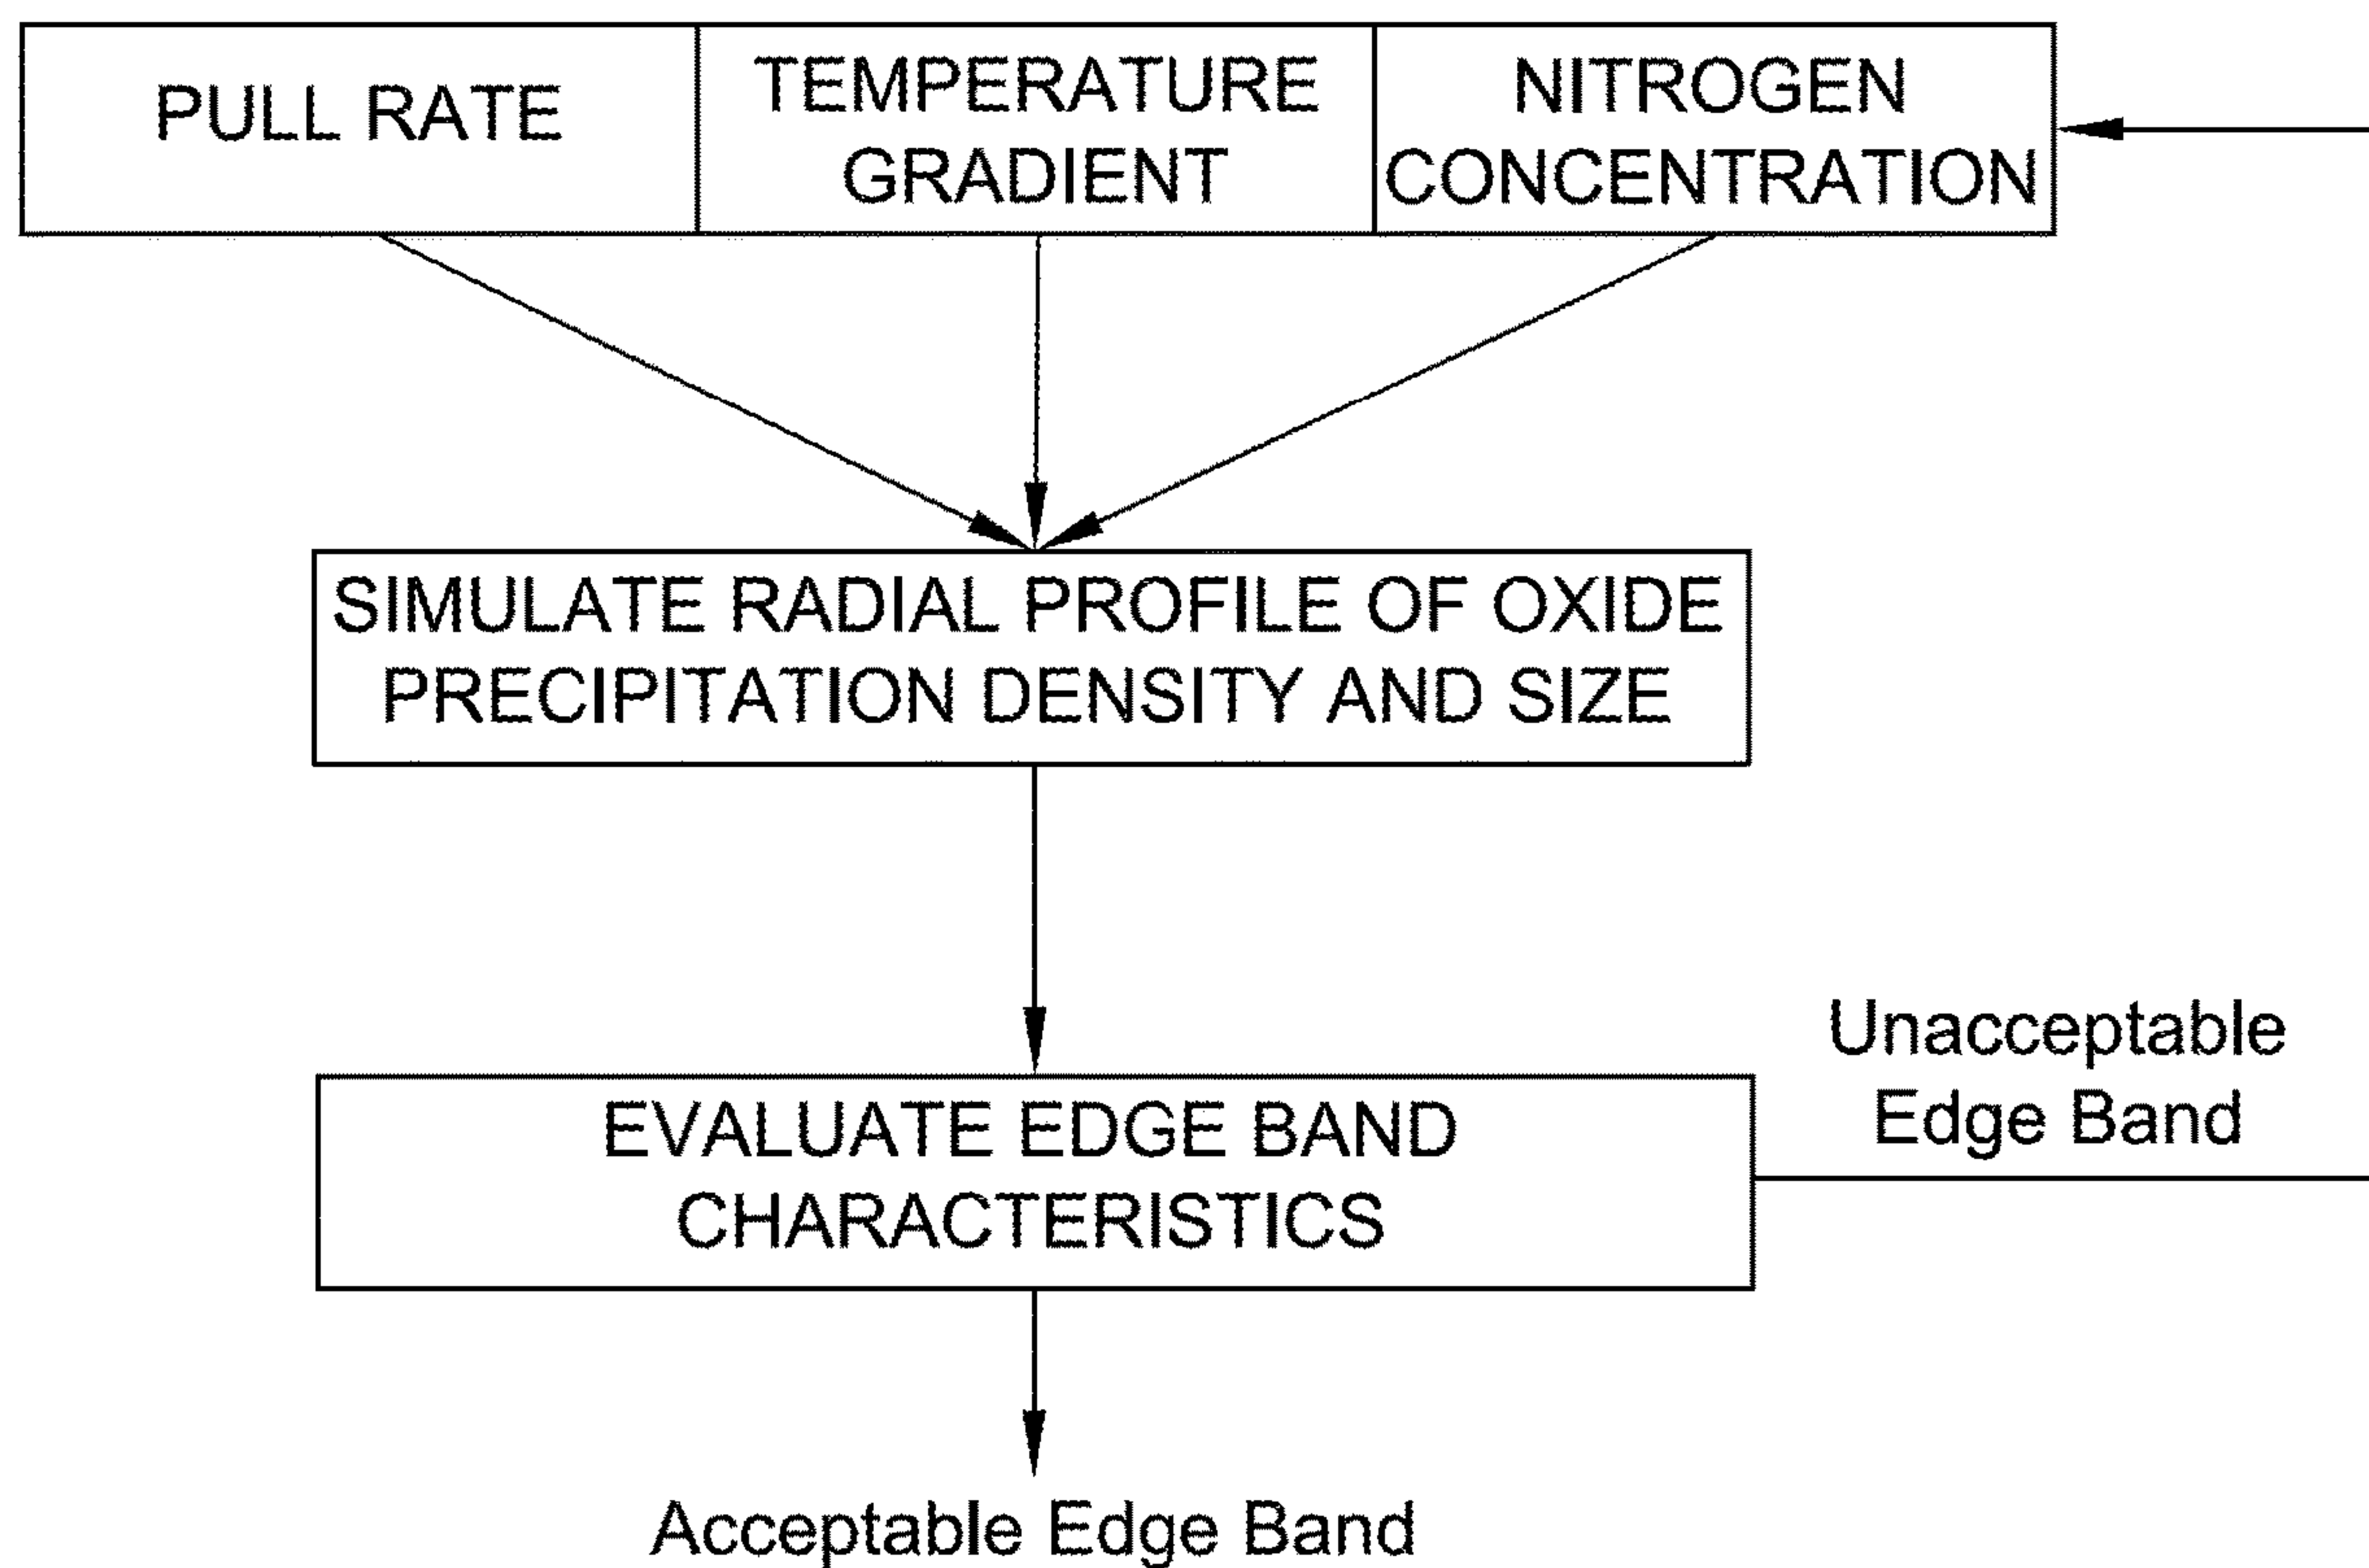 PULL RATE
TEMPERATURE
GRADIENT
NITROGEN
CONCENTRATION
SIMULATE RADIAL PROFILE OF OXIDE
PRECIPITATION DENSITY AND SIZE
EVALUATE EDGE BAND
CHARACTERISTICS
Unacceptable
Edge Band
Acceptable Edge Band